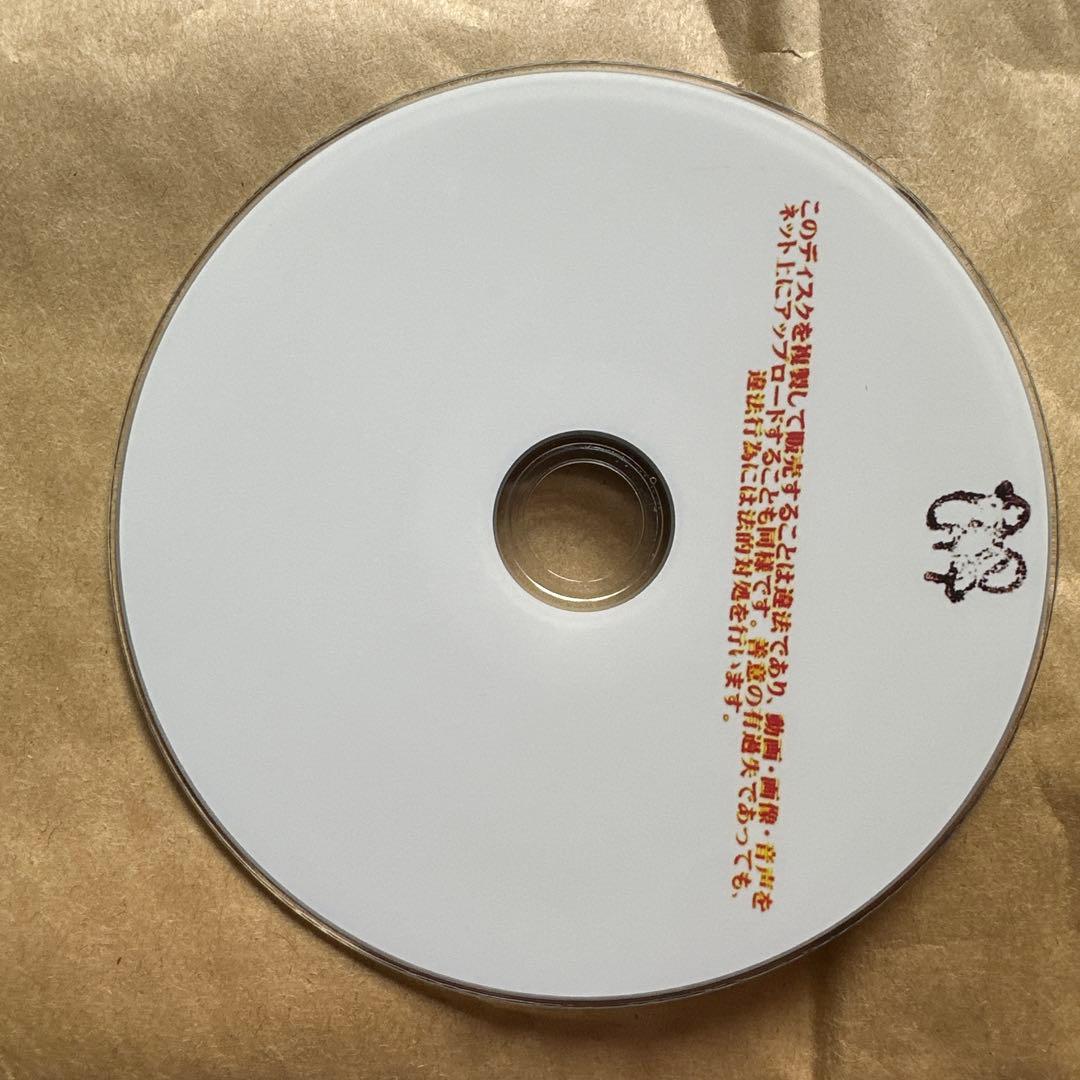 このディスクを複製して販売することは違法であり、動画・画像・音声を
ネット上にアップロードすることも同様です。善意の有過失であっても、
違法行為には法的対処を行います。